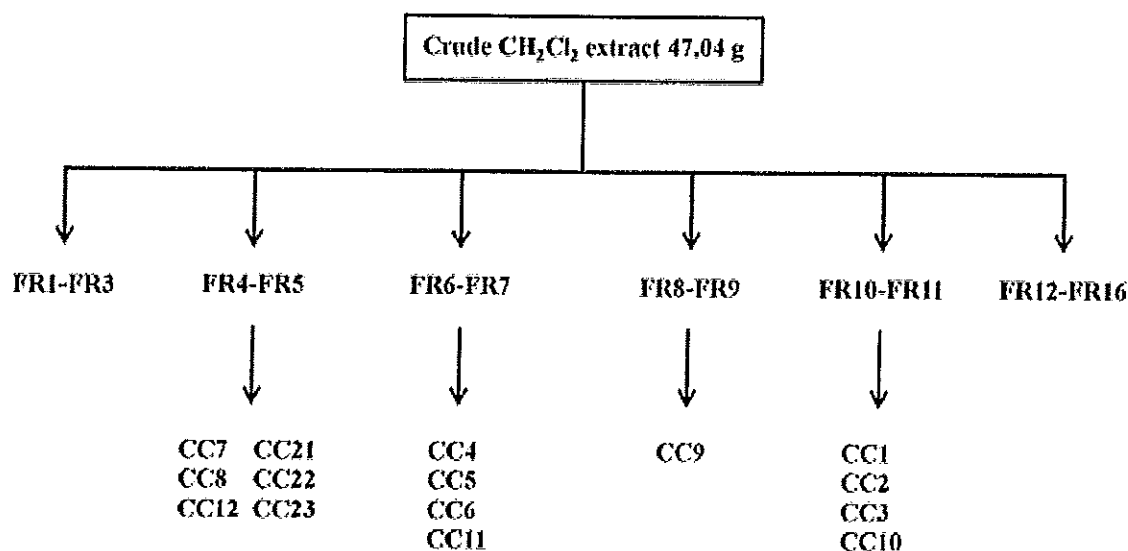 Crude CH₂Cl₂ extract 47.04 g
FR1-FR3 FR4-FR5 FR6-FR7 FR8-FR9 FR10-FR11 FR12-FR16
CC7 CC21 CC4 CC9 CC1
CC8 CC22 CC5 CC2
CC12 CC23 CC6 CC3
CC11 CC10